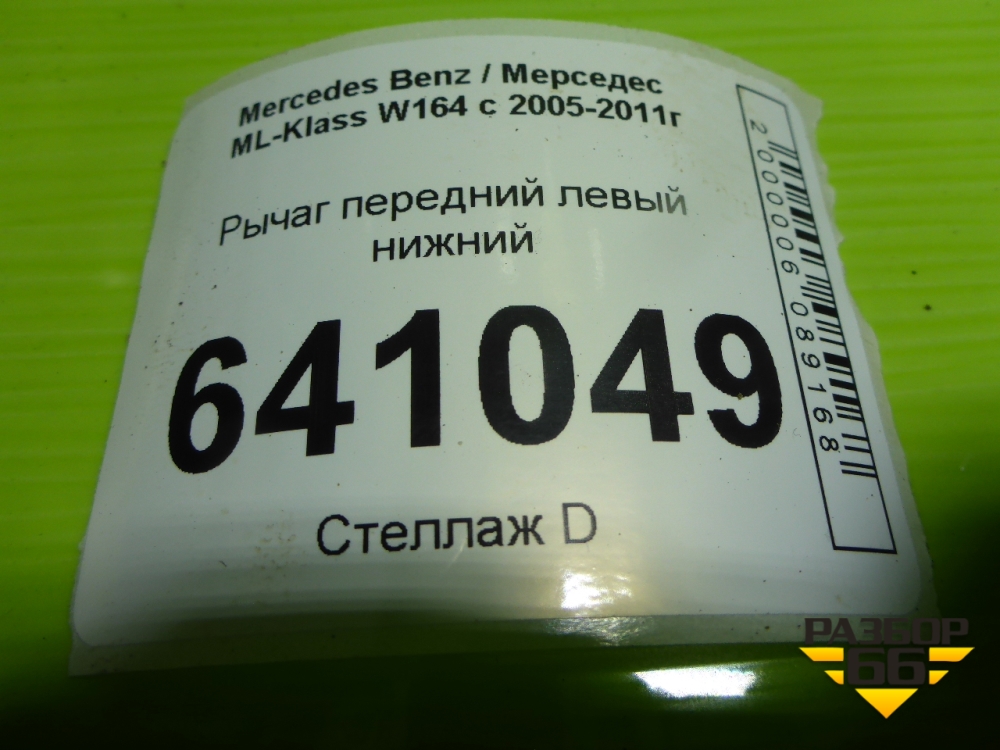 Mercedes Benz / Мерседес
ML-Klass W164 с 2005-2011г
Рычаг передний левый
нижний
641049
Стеллаж D
2000006089168
РАЗБОР
66